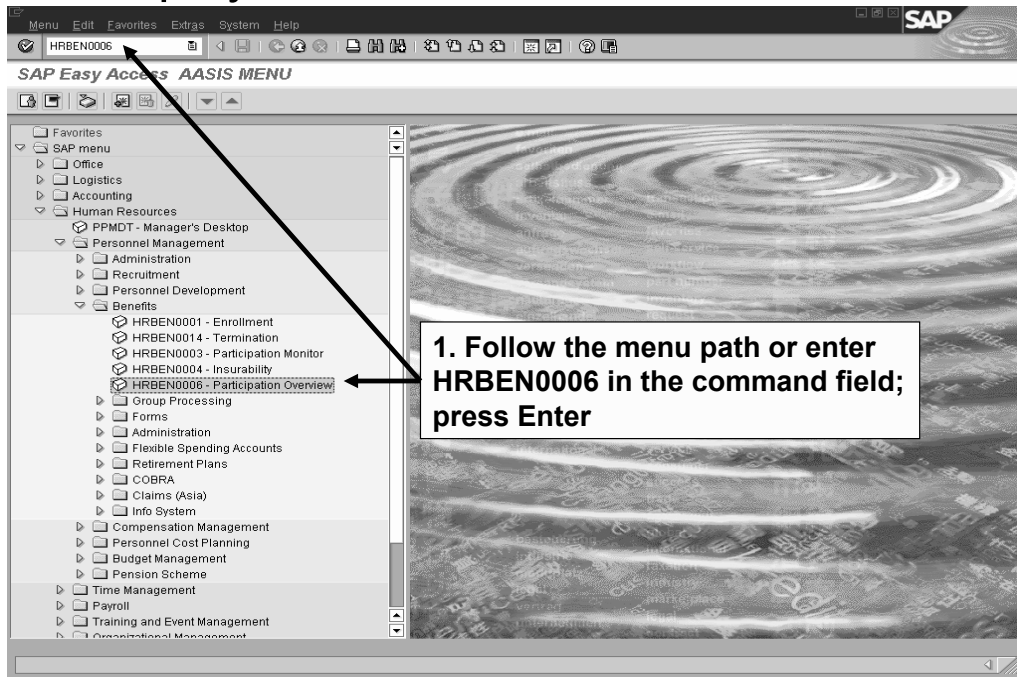 Menu Edit Favorites Extras System Help
SAP
HRBEN0006
SAP Easy Access AASIS MENU
Favorites
SAP menu
Office
Logistics
Accounting
Human Resources
PPMDT - Manager's Desktop
Personnel Management
Administration
Recruitment
Personnel Development
Benefits
HRBEN0001 - Enrollment
HRBEN0014 - Termination
HRBEN0003 - Participation Monitor
HRBEN0004 - Insurability
HRBEN0006 - Participation Overview
Group Processing
Forms
Administration
Flexible Spending Accounts
Retirement Plans
COBRA
Claims (Asia)
Info System
Compensation Management
Personnel Cost Planning
Budget Management
Pension Scheme
Time Management
Payroll
Training and Event Management
Organizational Management
1. Follow the menu path or enter
HRBEN0006 in the command field;
press Enter